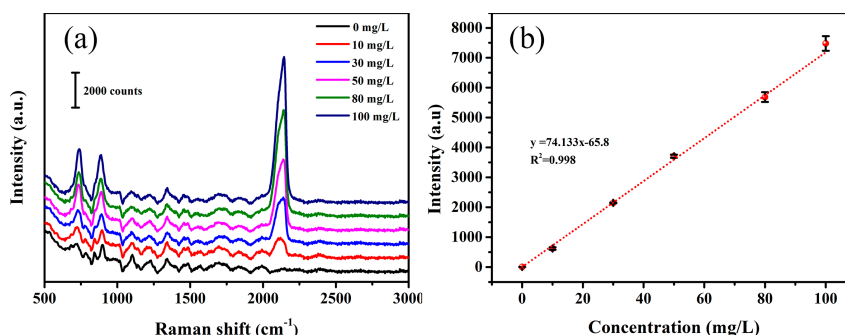 (a)
0 mg/L
10 mg/L
30 mg/L
50 mg/L
80 mg/L
100 mg/L
2000 counts
Intensity (a.u.)
500 1000 1500 2000 2500 3000
Raman shift (cm⁻¹)
(b)
8000
7000
6000
5000
4000
3000
2000
1000
0
Intensity (a.u)
y =74.133x-65.8
R²=0.998
0 20 40 60 80 100
Concentration (mg/L)